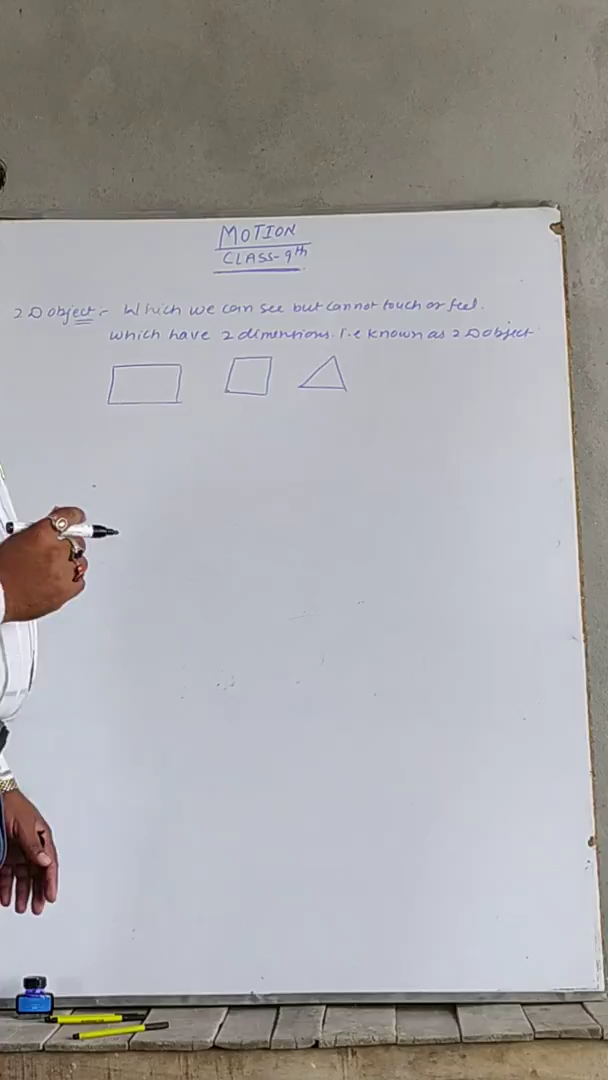 MOTION
CLASS-9th
2D object:- Which we can see but cannot touch or feel.
which have 2 dimensions. i.e known as 2D object